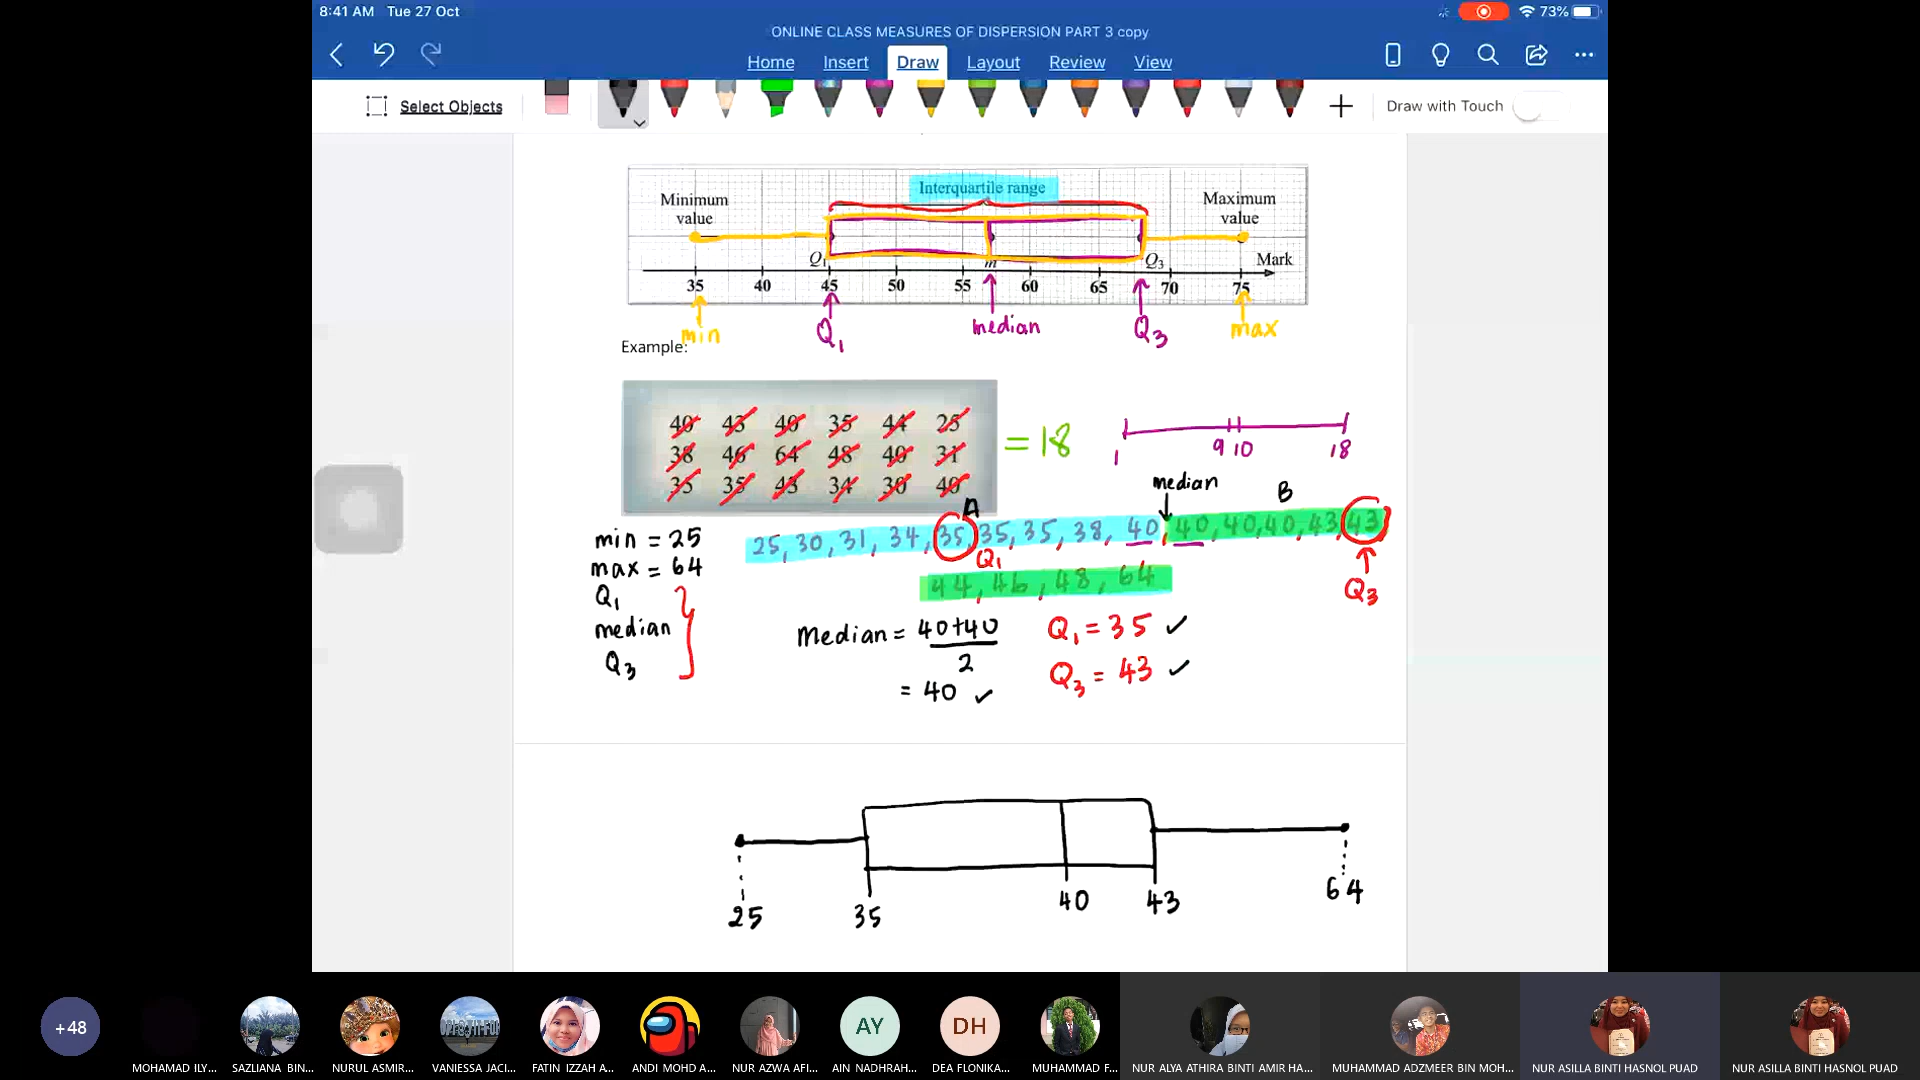 8:41 AM Tue 27 Oct
73%
ONLINE CLASS MEASURES OF DISPERSION PART 3 copy
Home Insert Draw Layout Review View
Select Objects
Draw with Touch
Interquartile range
Minimum value
Maximum value
Q1 m Q3 Mark
35 40 45 50 55 60 65 70 75
min Q1 median Q3 max
Example:
40 43 40 35 44 25
38 46 64 48 40 31
35 35 43 34 30 40
= 18
1 9 10 18
median
A B
25, 30, 31, 34, 35, 35, 35, 38, 40, 40, 40, 40, 43, 43,
Q1
44, 46, 48, 64
Q3
min = 25
max = 64
Q1
median
Q3
Median = 40+40
2
= 40 ✓
Q1 = 35 ✓
Q3 = 43 ✓
25 35 40 43 64
+48
MOHAMAD ILY...
SAZLIANA BIN...
NURUL ASMIR...
VANIESSA JACI...
FATIN IZZAH A...
ANDI MOHD A...
NUR AZWA AFI...
AY
AIN NADHRAH...
DH
DEA FLONIKA...
MUHAMMAD F...
NUR ALYA ATHIRA BINTI AMIR HA...
MUHAMMAD ADZMEER BIN MOH...
NUR ASILLA BINTI HASNOL PUAD
NUR ASILLA BINTI HASNOL PUAD